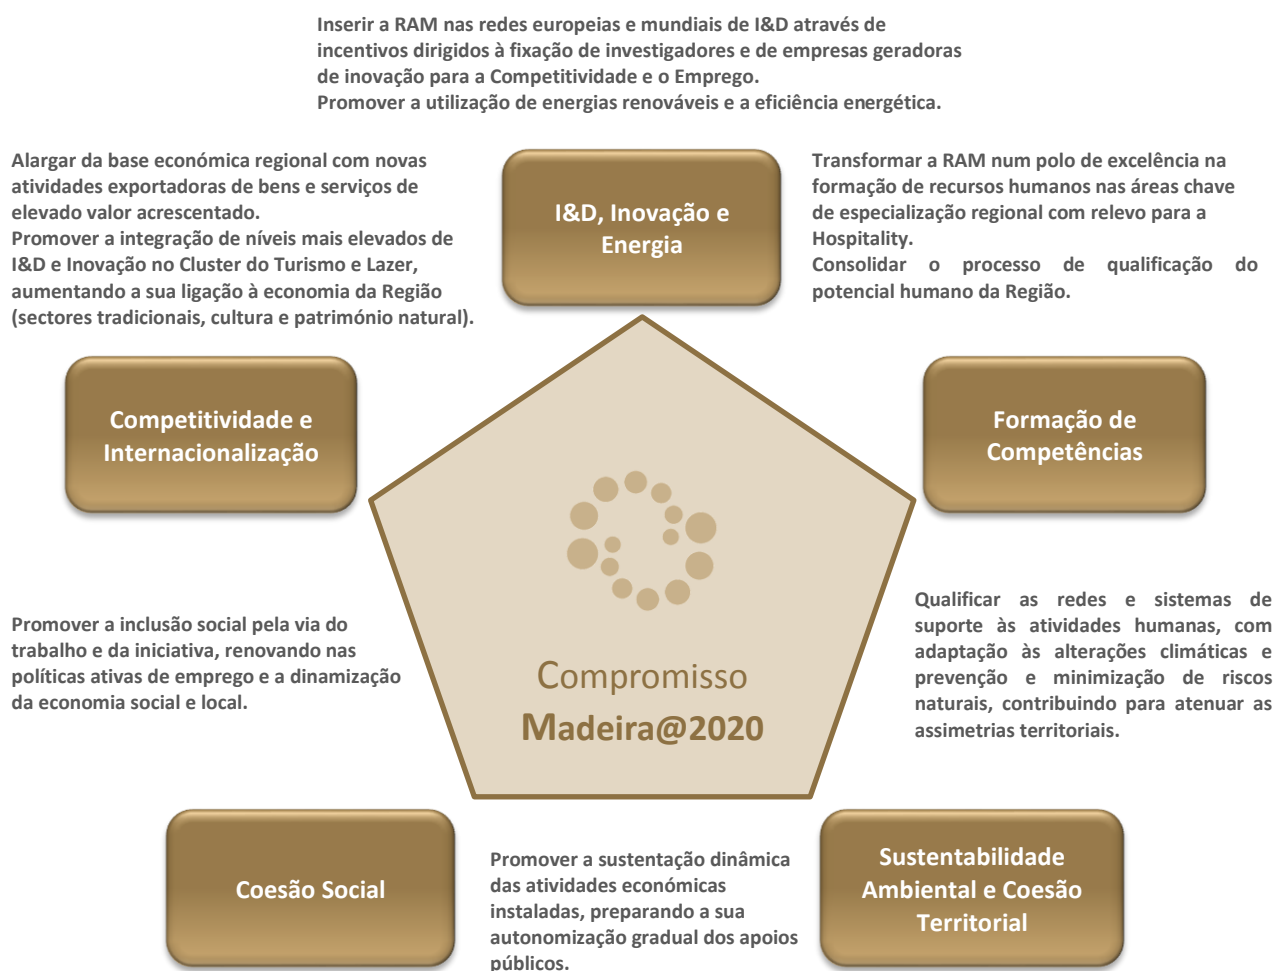 Inserir a RAM nas redes europeias e mundiais de I&D através de
incentivos dirigidos à fixação de investigadores e de empresas geradoras
de inovação para a Competitividade e o Emprego.
Promover a utilização de energias renováveis e a eficiência energética.
Alargar da base económica regional com novas
atividades exportadoras de bens e serviços de
elevado valor acrescentado.
Promover a integração de níveis mais elevados de
I&D e Inovação no Cluster do Turismo e Lazer,
aumentando a sua ligação à economia da Região
(sectores tradicionais, cultura e património natural).
I&D, Inovação e
Energia
Transformar a RAM num polo de excelência na
formação de recursos humanos nas áreas chave
de especialização regional com relevo para a
Hospitality.
Consolidar o processo de qualificação do
potencial humano da Região.
Competitividade e
Internacionalização
Formação de
Competências
Promover a inclusão social pela via do
trabalho e da iniciativa, renovando nas
políticas ativas de emprego e a dinamização
da economia social e local.
Compromisso
Madeira@2020
Qualificar as redes e sistemas de
suporte às atividades humanas, com
adaptação às alterações climáticas e
prevenção e minimização de riscos
naturais, contribuindo para atenuar as
assimetrias territoriais.
Coesão Social
Promover a sustentação dinâmica
das atividades económicas
instaladas, preparando a sua
autonomização gradual dos apoios
públicos.
Sustentabilidade
Ambiental e Coesão
Territorial